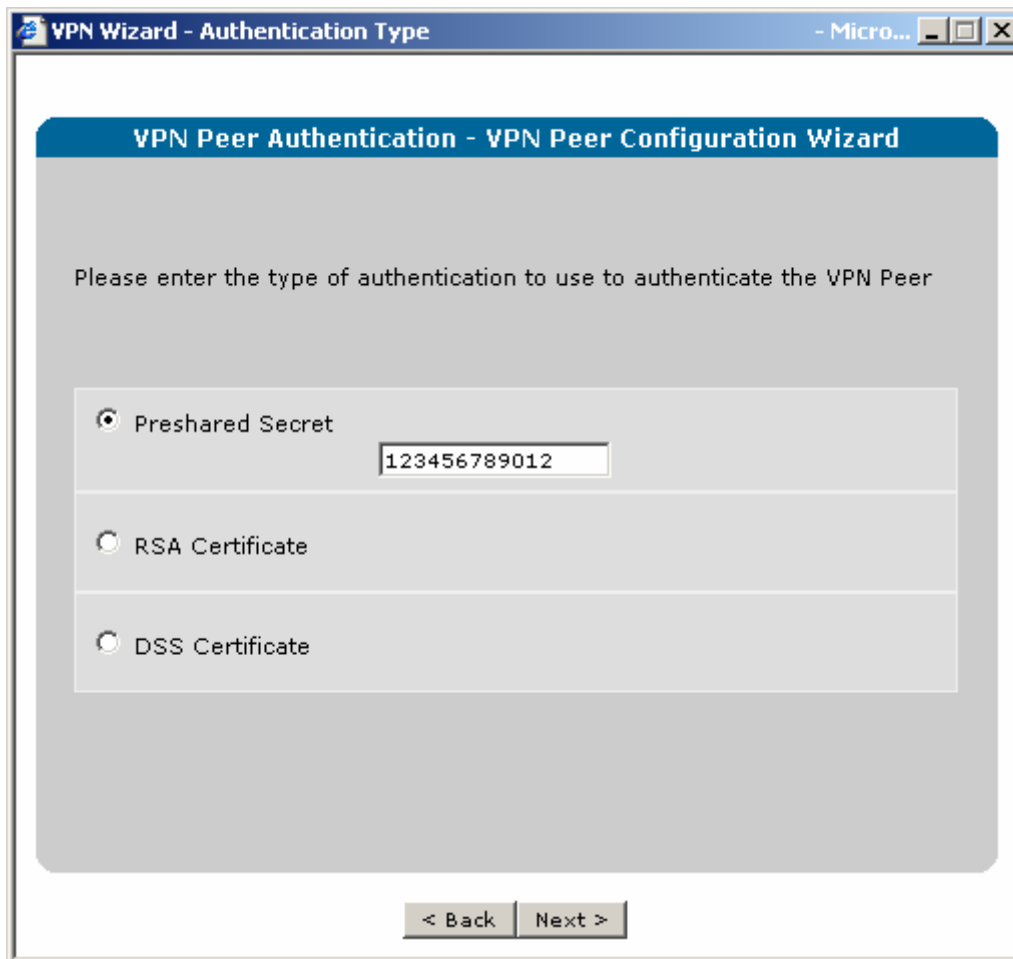 VPN Wizard - Authentication Type - Micro...
VPN Peer Authentication - VPN Peer Configuration Wizard
Please enter the type of authentication to use to authenticate the VPN Peer
Preshared Secret
123456789012
RSA Certificate
DSS Certificate
< Back Next >